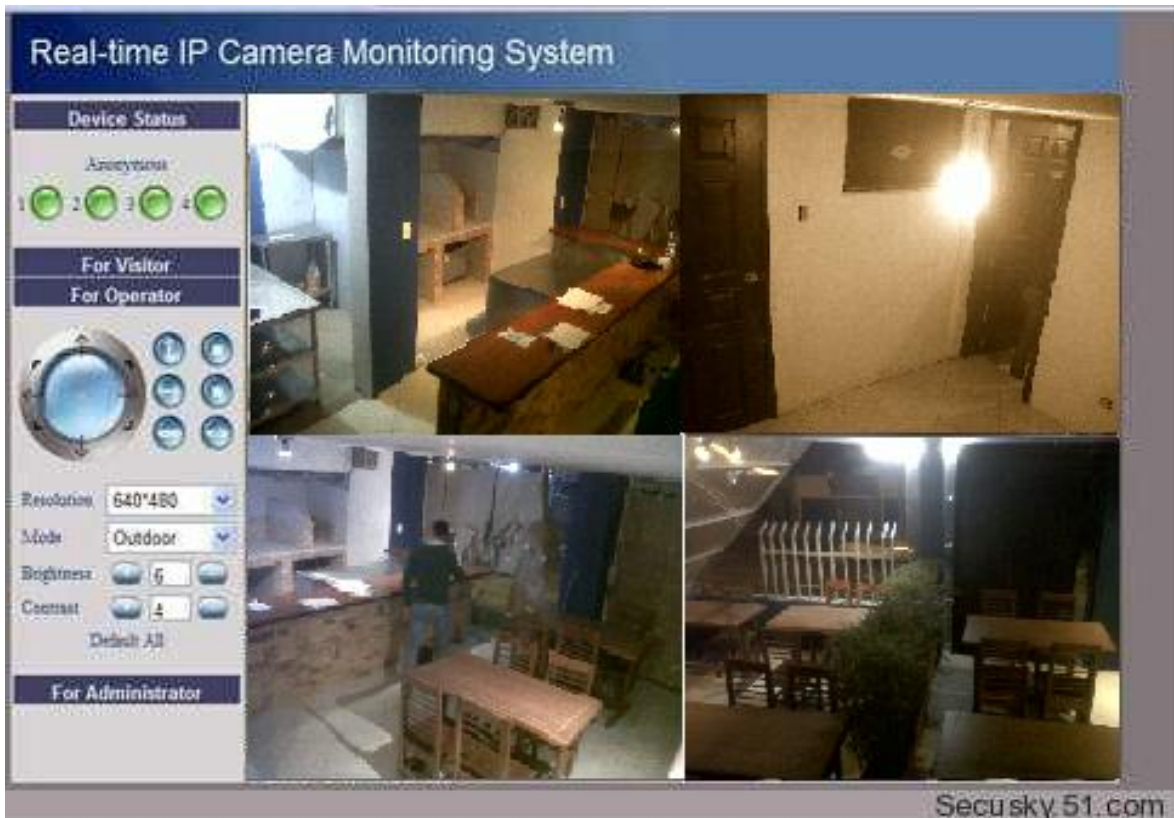 Real-time IP Camera Monitoring System
Device Status
Anonymous
1 2 3 4
For Visitor
For Operator
Resolution 640*480
Mode Outdoor
Brightness 6
Contrast 4
Default All
For Administrator
Secusky.51.com